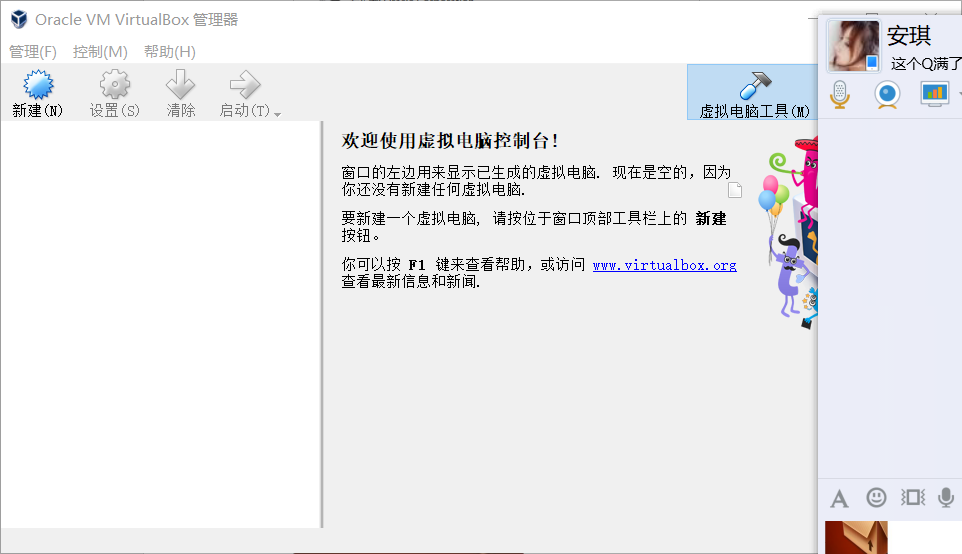 Oracle VM VirtualBox 管理器
管理(F) 控制(M) 帮助(H)
新建(N) 设置(S) 清除 启动(T) 虚拟电脑工具(M)
欢迎使用虚拟电脑控制台!
窗口的左边用来显示已生成的虚拟电脑. 现在是空的, 因为
你还没有新建任何虚拟电脑.
要新建一个虚拟电脑, 请按位于窗口顶部工具栏上的 新建
按钮。
你可以按 F1 键来查看帮助, 或访问 www.virtualbox.org
查看最新信息和新闻.
安琪
这个Q满了
A